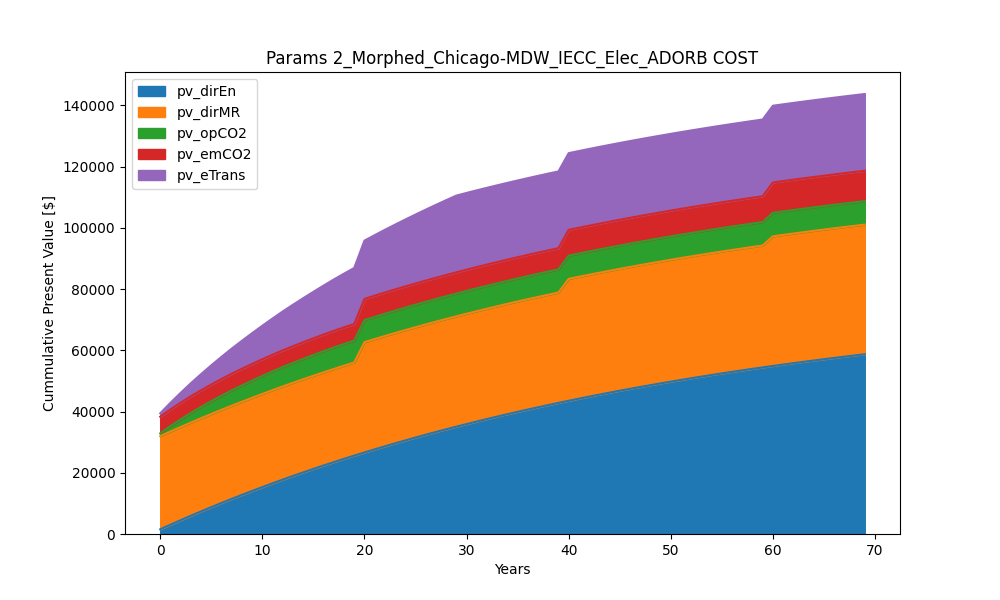 Params 2_Morphed_Chicago-MDW_IECC_Elec_ADORB COST
pv_dirEn
pv_dirMR
pv_opCO2
pv_emCO2
pv_eTrans
Cummulative Present Value [$]
140000
120000
100000
80000
60000
40000
20000
0
0 10 20 30 40 50 60 70
Years